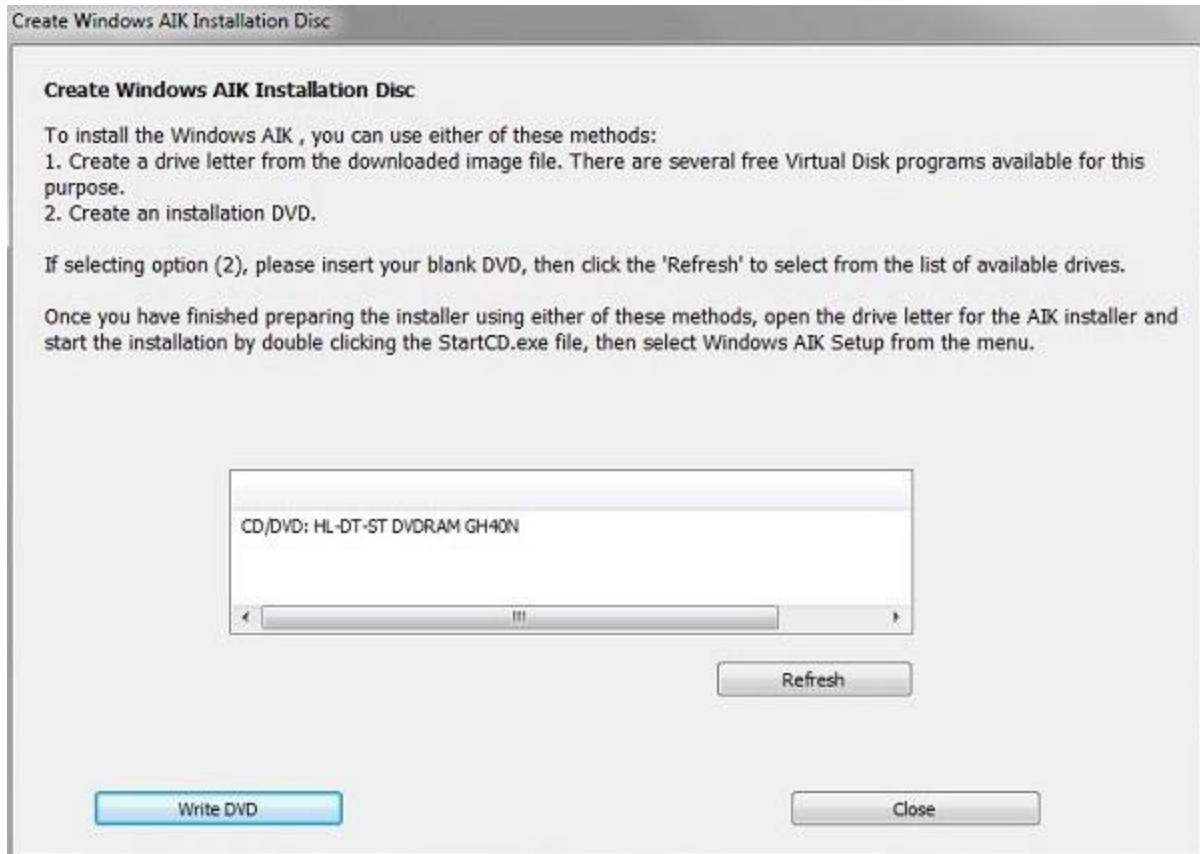 Create Windows AIK Installation Disc
Create Windows AIK Installation Disc
To install the Windows AIK , you can use either of these methods:
1. Create a drive letter from the downloaded image file. There are several free Virtual Disk programs available for this
purpose.
2. Create an installation DVD.
If selecting option (2), please insert your blank DVD, then click the 'Refresh' to select from the list of available drives.
Once you have finished preparing the installer using either of these methods, open the drive letter for the AIK installer and
start the installation by double clicking the StartCD.exe file, then select Windows AIK Setup from the menu.
CD/DVD: HL-DT-ST DVDRAM GH40N
Refresh
Write DVD
Close